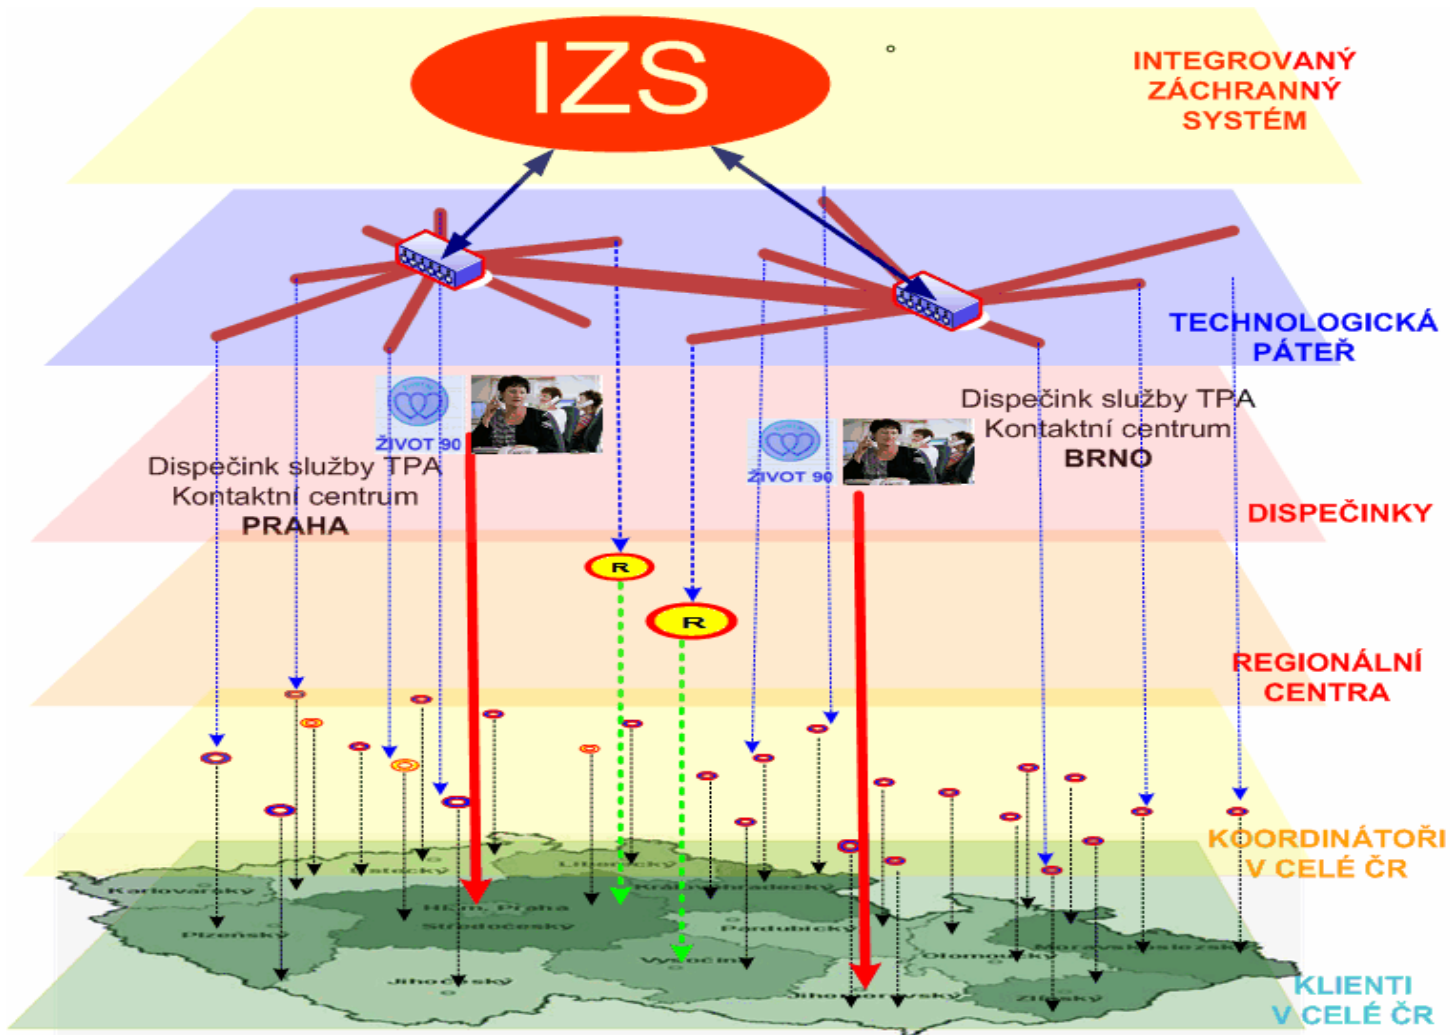 IZS
INTEGROVANÝ
ZÁCHRANNÝ
SYSTÉM
TECHNOLOGICKÁ
PÁTEŘ
ŽIVOT 90
Dispečink služby TPA
Kontaktní centrum
PRAHA
ŽIVOT 90
Dispečink služby TPA
Kontaktní centrum
BRNO
DISPEČINKY
R
R
REGIONÁLNÍ
CENTRA
KOORDINÁTOŘI
V CELÉ ČR
Karlovarský
Ústecký
Liberecký
Královéhradecký
Hl. m. Praha
Středočeský
Plzeňský
Pardubický
Moravskoslezský
Olomoucký
Vysočina
Jihočeský
Jihomoravský
Zlínský
KLIENTI
V CELÉ ČR